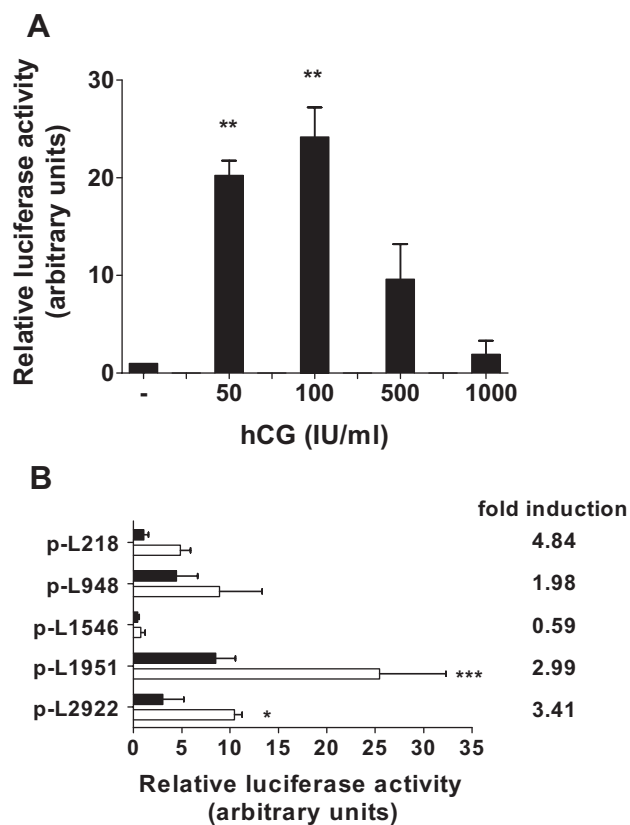 A
Relative luciferase activity
(arbitrary units)
30
20
10
0
**
**
- 50 100 500 1000
hCG (IU/ml)
B
fold induction
p-L218 4.84
p-L948 1.98
p-L1546 0.59
p-L1951 *** 2.99
p-L2922 * 3.41
0 5 10 15 20 25 30 35
Relative luciferase activity
(arbitrary units)